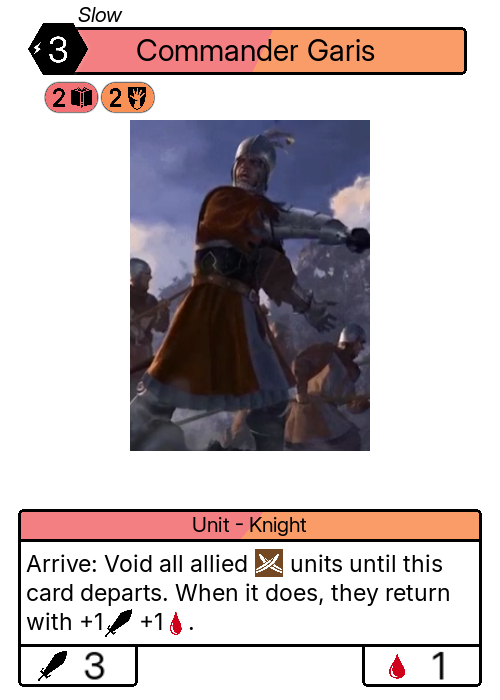 Slow
3 Commander Garis
2 2
Unit - Knight
Arrive: Void all allied units until this
card departs. When it does, they return
with +1 +1 .
3 1